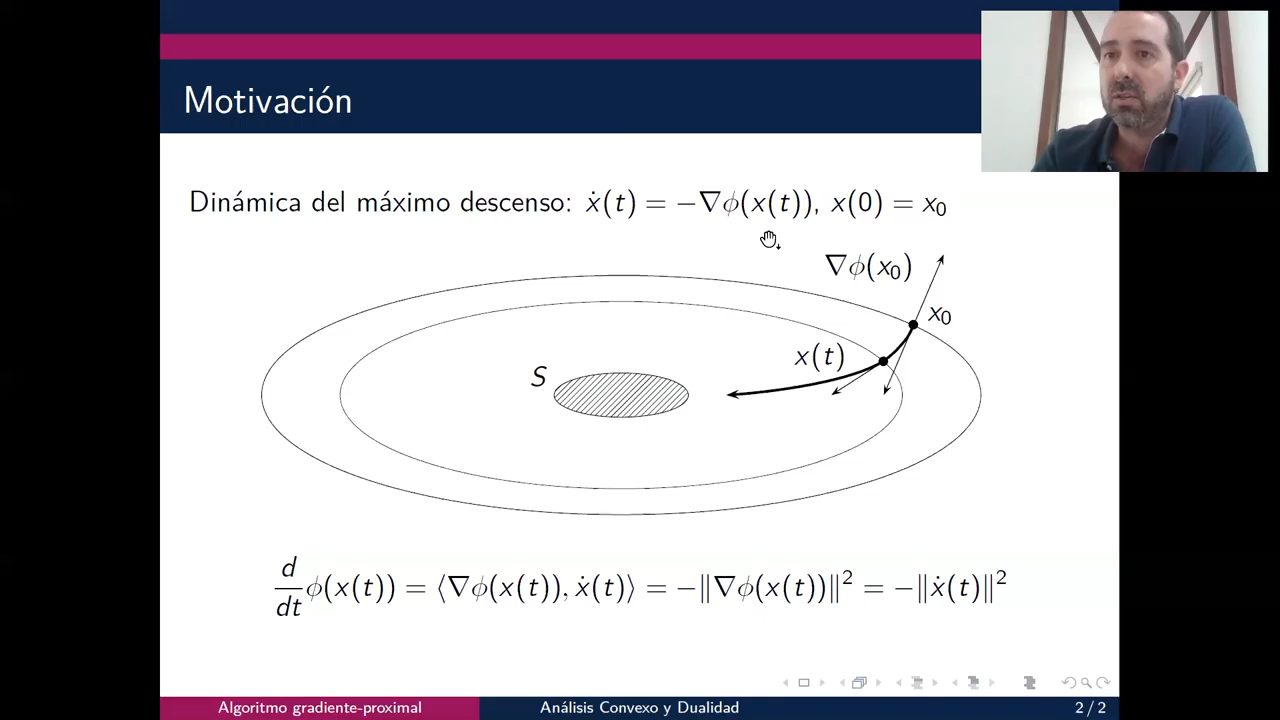 Motivación
Dinámica del máximo descenso: ẋ(t) = −∇ϕ(x(t)), x(0) = x₀
∇ϕ(x₀)
x₀
x(t)
S
d/dt ϕ(x(t)) = ⟨∇ϕ(x(t)), ẋ(t)⟩ = −‖∇ϕ(x(t))‖² = −‖ẋ(t)‖²
Algoritmo gradiente-proximal Análisis Convexo y Dualidad 2 / 2